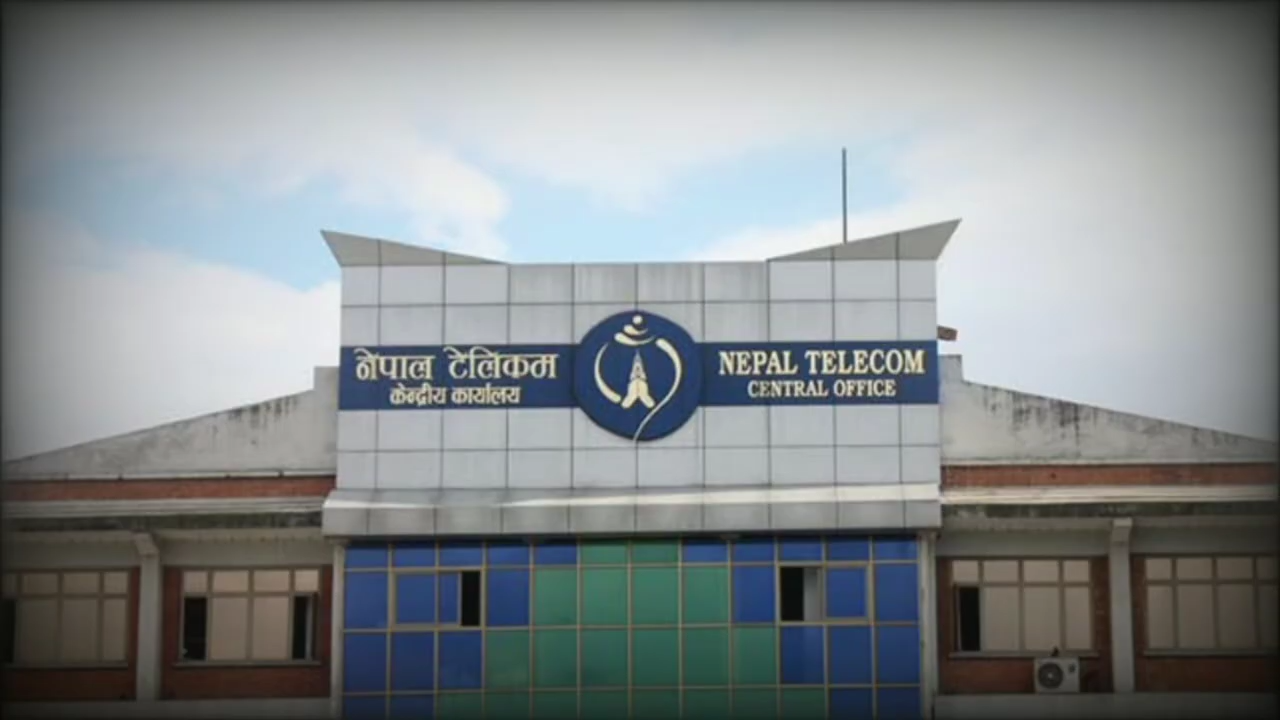 नेपाल टेलिकम
केन्द्रीय कार्यालय
NEPAL TELECOM
CENTRAL OFFICE